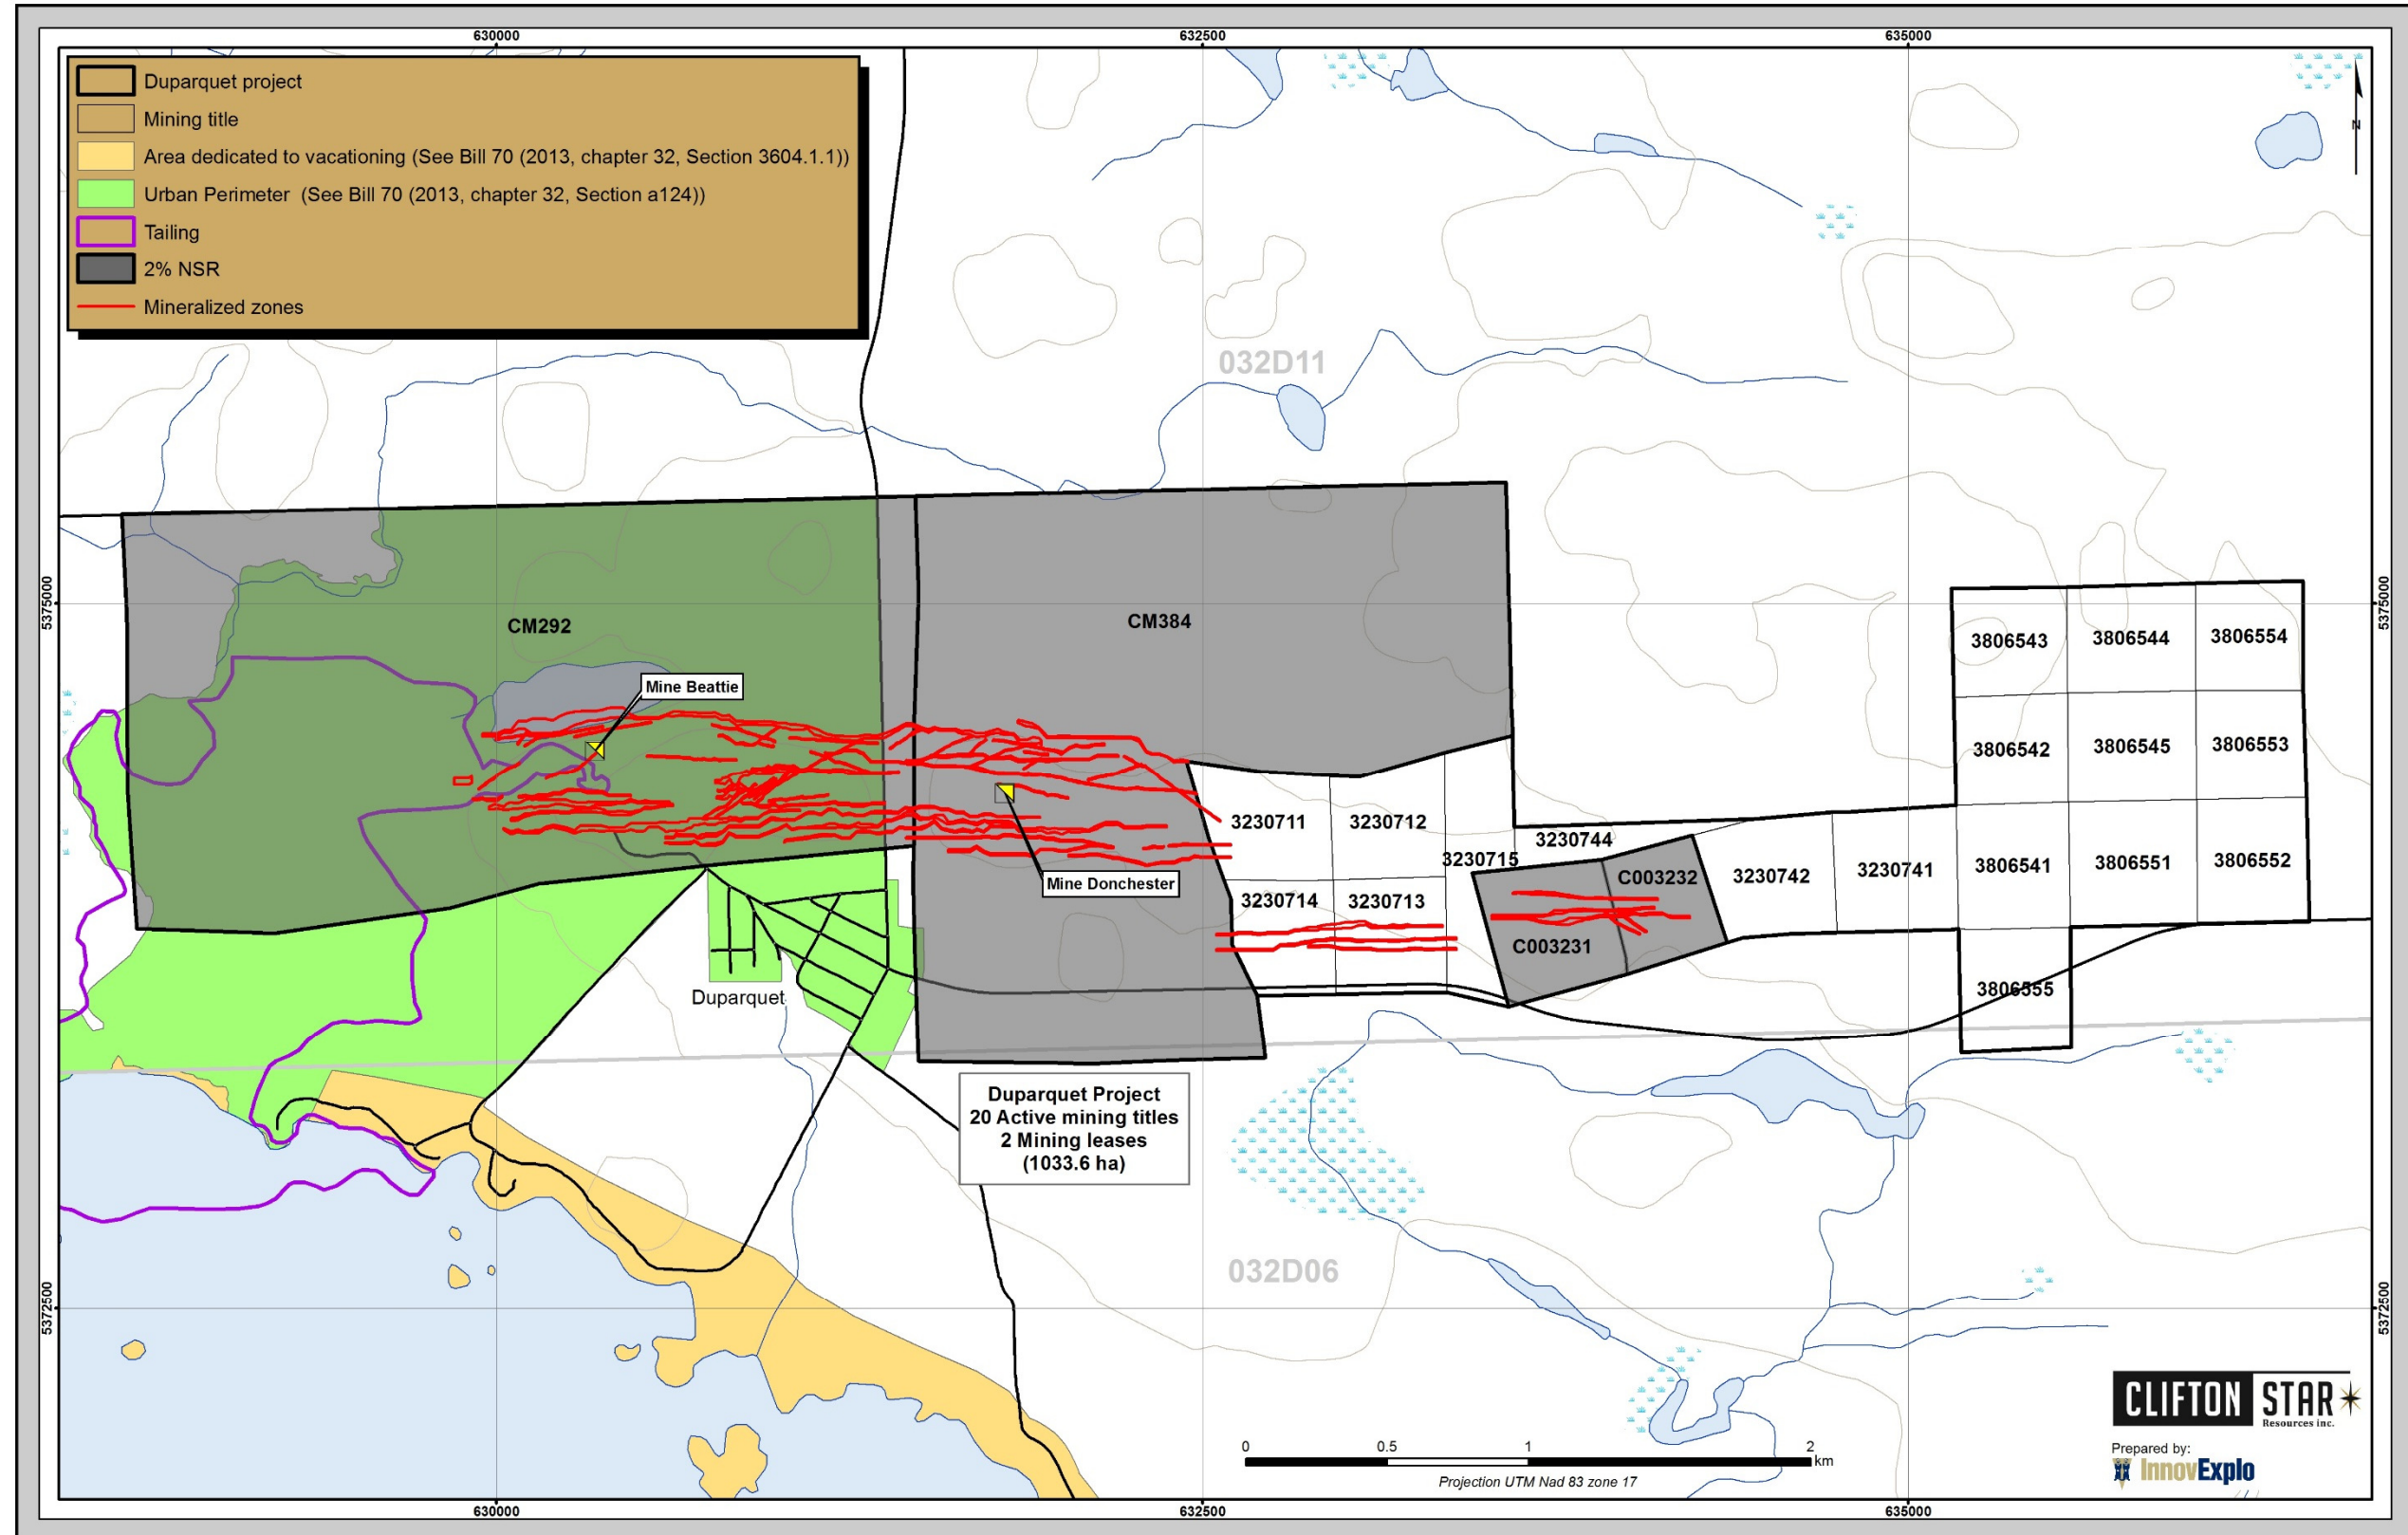 630000
632500
635000
Duparquet project
Mining title
Area dedicated to vacationing (See Bill 70 (2013, chapter 32, Section 3604.1.1))
Urban Perimeter (See Bill 70 (2013, chapter 32, Section a124))
Tailing
2% NSR
Mineralized zones
N
032D11
5375000
5375000
CM292
CM384
3806543
3806544
3806554
Mine Beattie
3806542
3806545
3806553
3230711
3230712
3230744
3230715
3806541
3806551
3806552
Mine Donchester
C003232
3230742
3230741
3230714
3230713
C003231
Duparquet
3806555
Duparquet Project
20 Active mining titles
2 Mining leases
(1033.6 ha)
032D06
5372500
5372500
CLIFTON STAR
Resources inc.
0 0.5 1 2
km
Projection UTM Nad 83 zone 17
Prepared by:
InnovExplo
630000
632500
635000